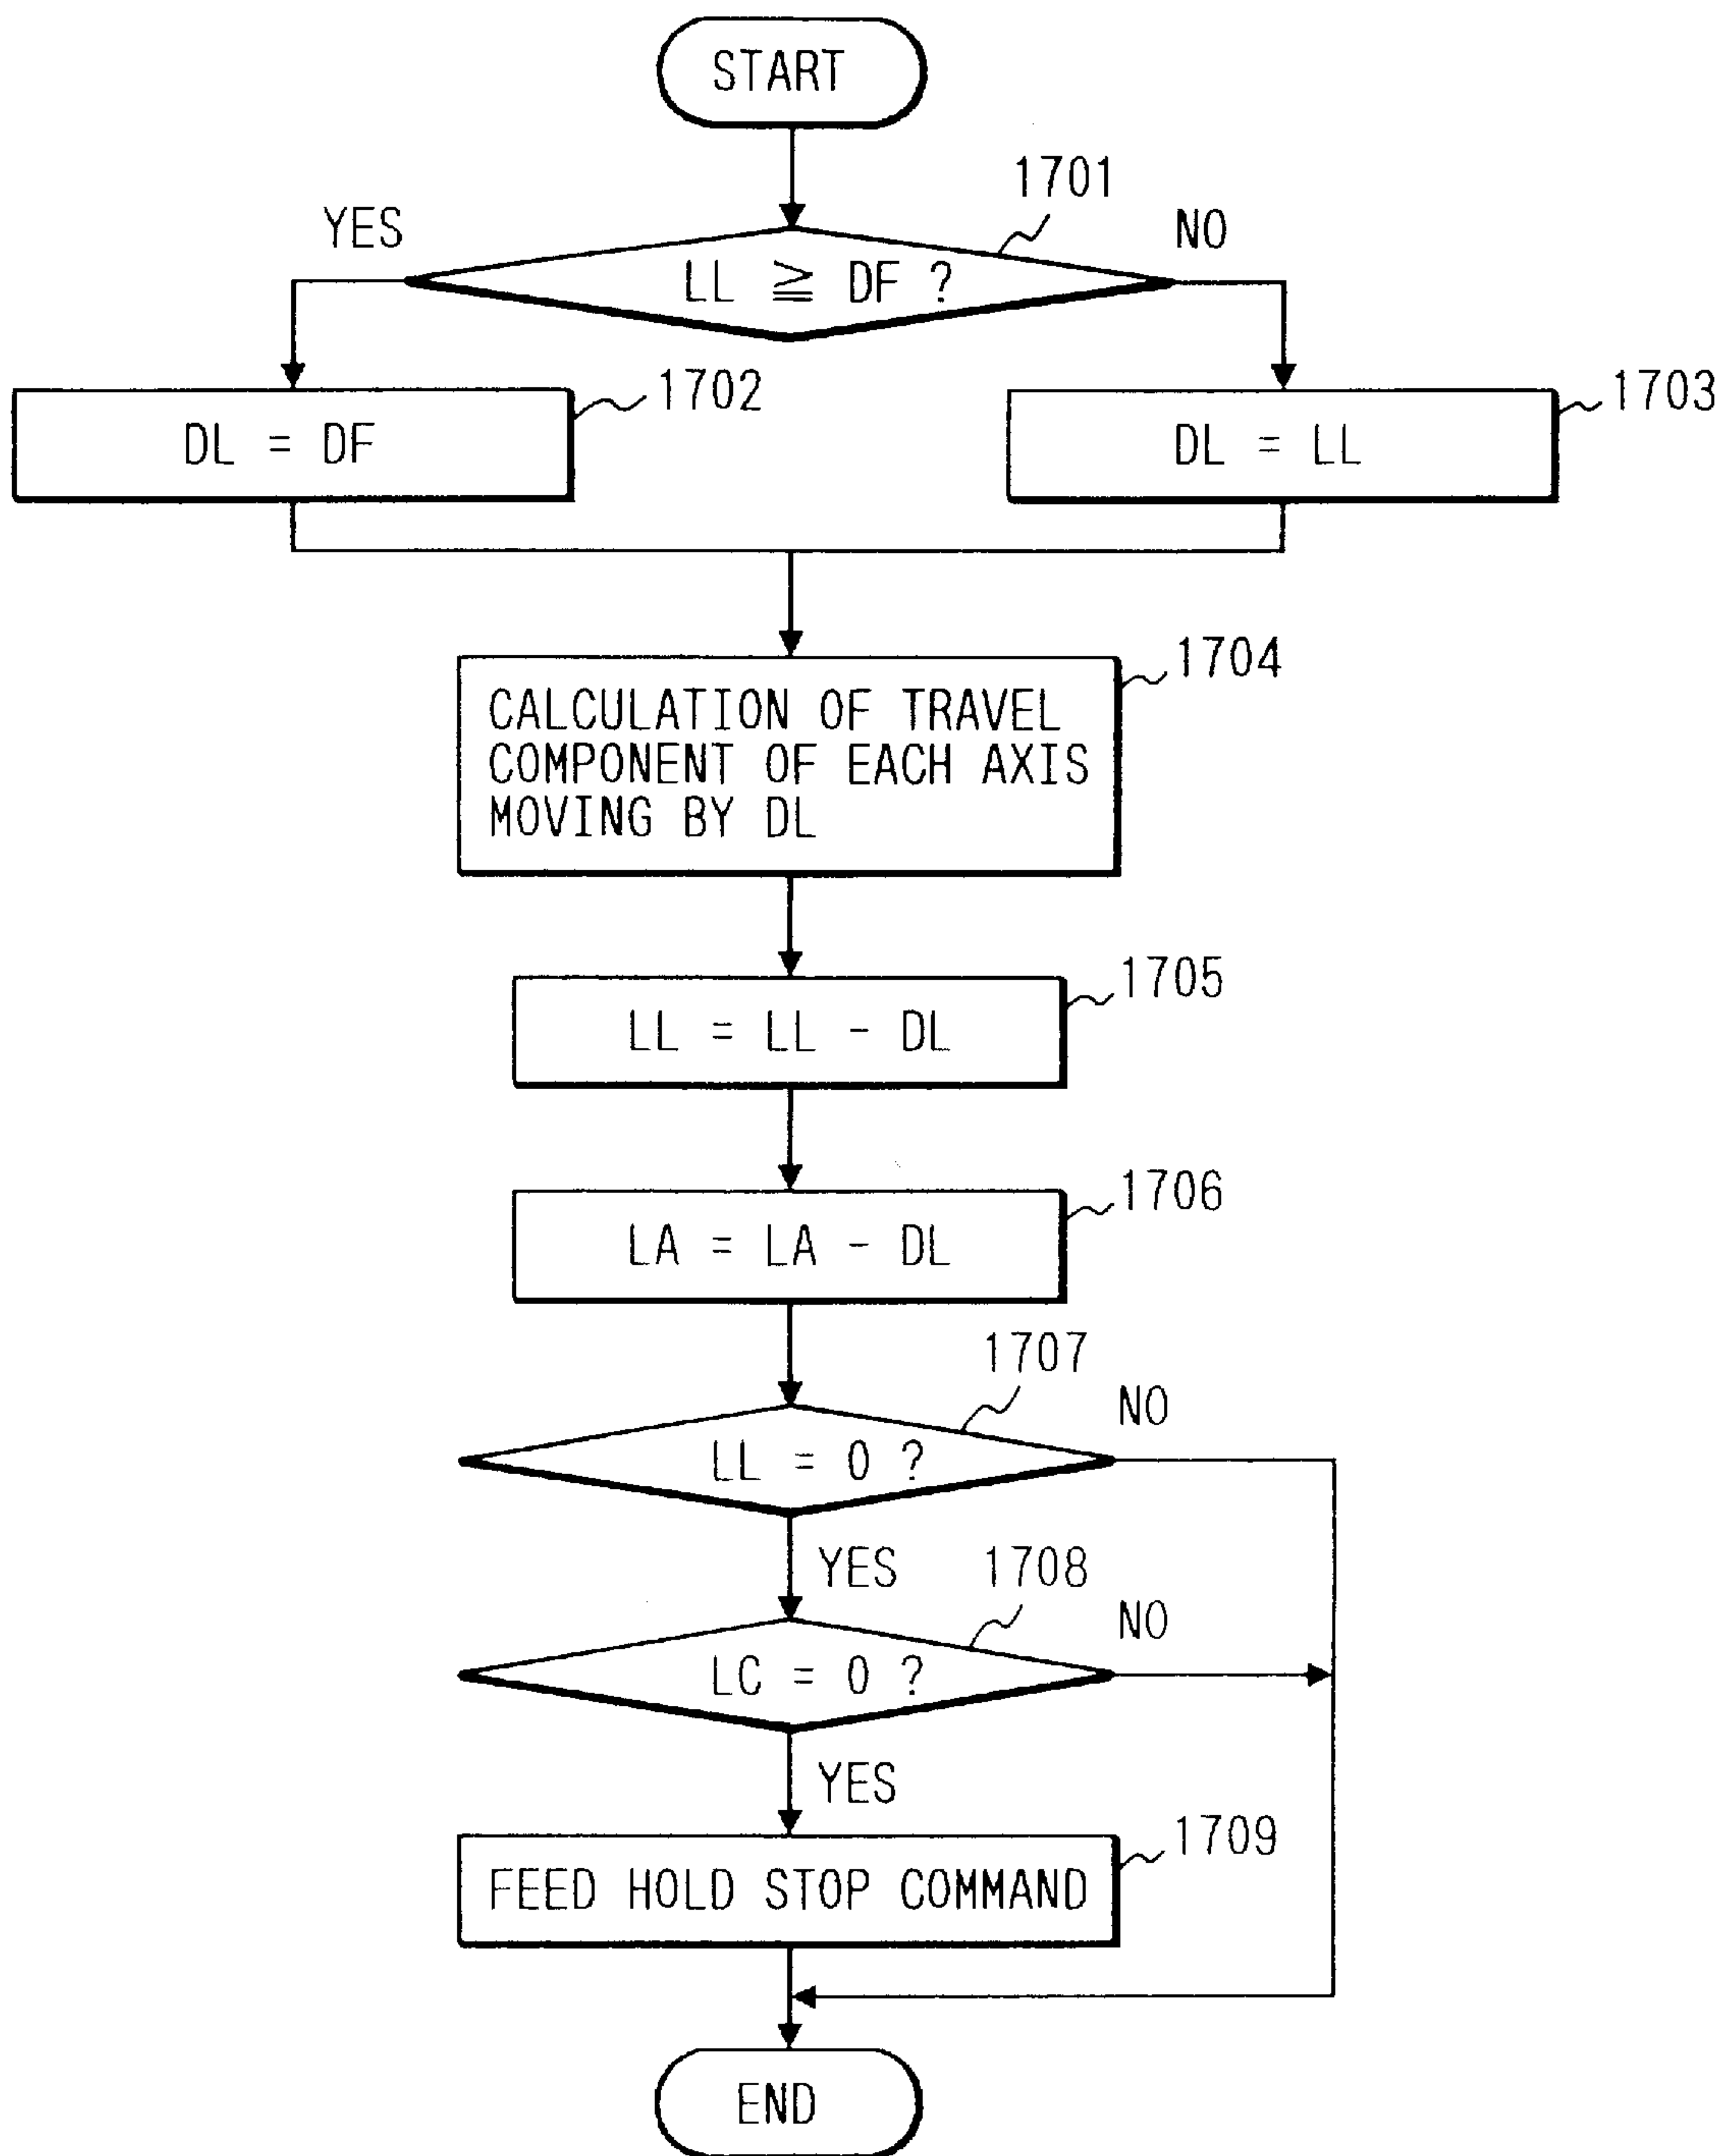 START
1701
YES
NO
LL ≧ DF ?
1702
1703
DL = DF
DL = LL
1704
CALCULATION OF TRAVEL
COMPONENT OF EACH AXIS
MOVING BY DL
1705
LL = LL - DL
1706
LA = LA - DL
1707
NO
LL = 0 ?
YES
1708
NO
LC = 0 ?
YES
1709
FEED HOLD STOP COMMAND
END